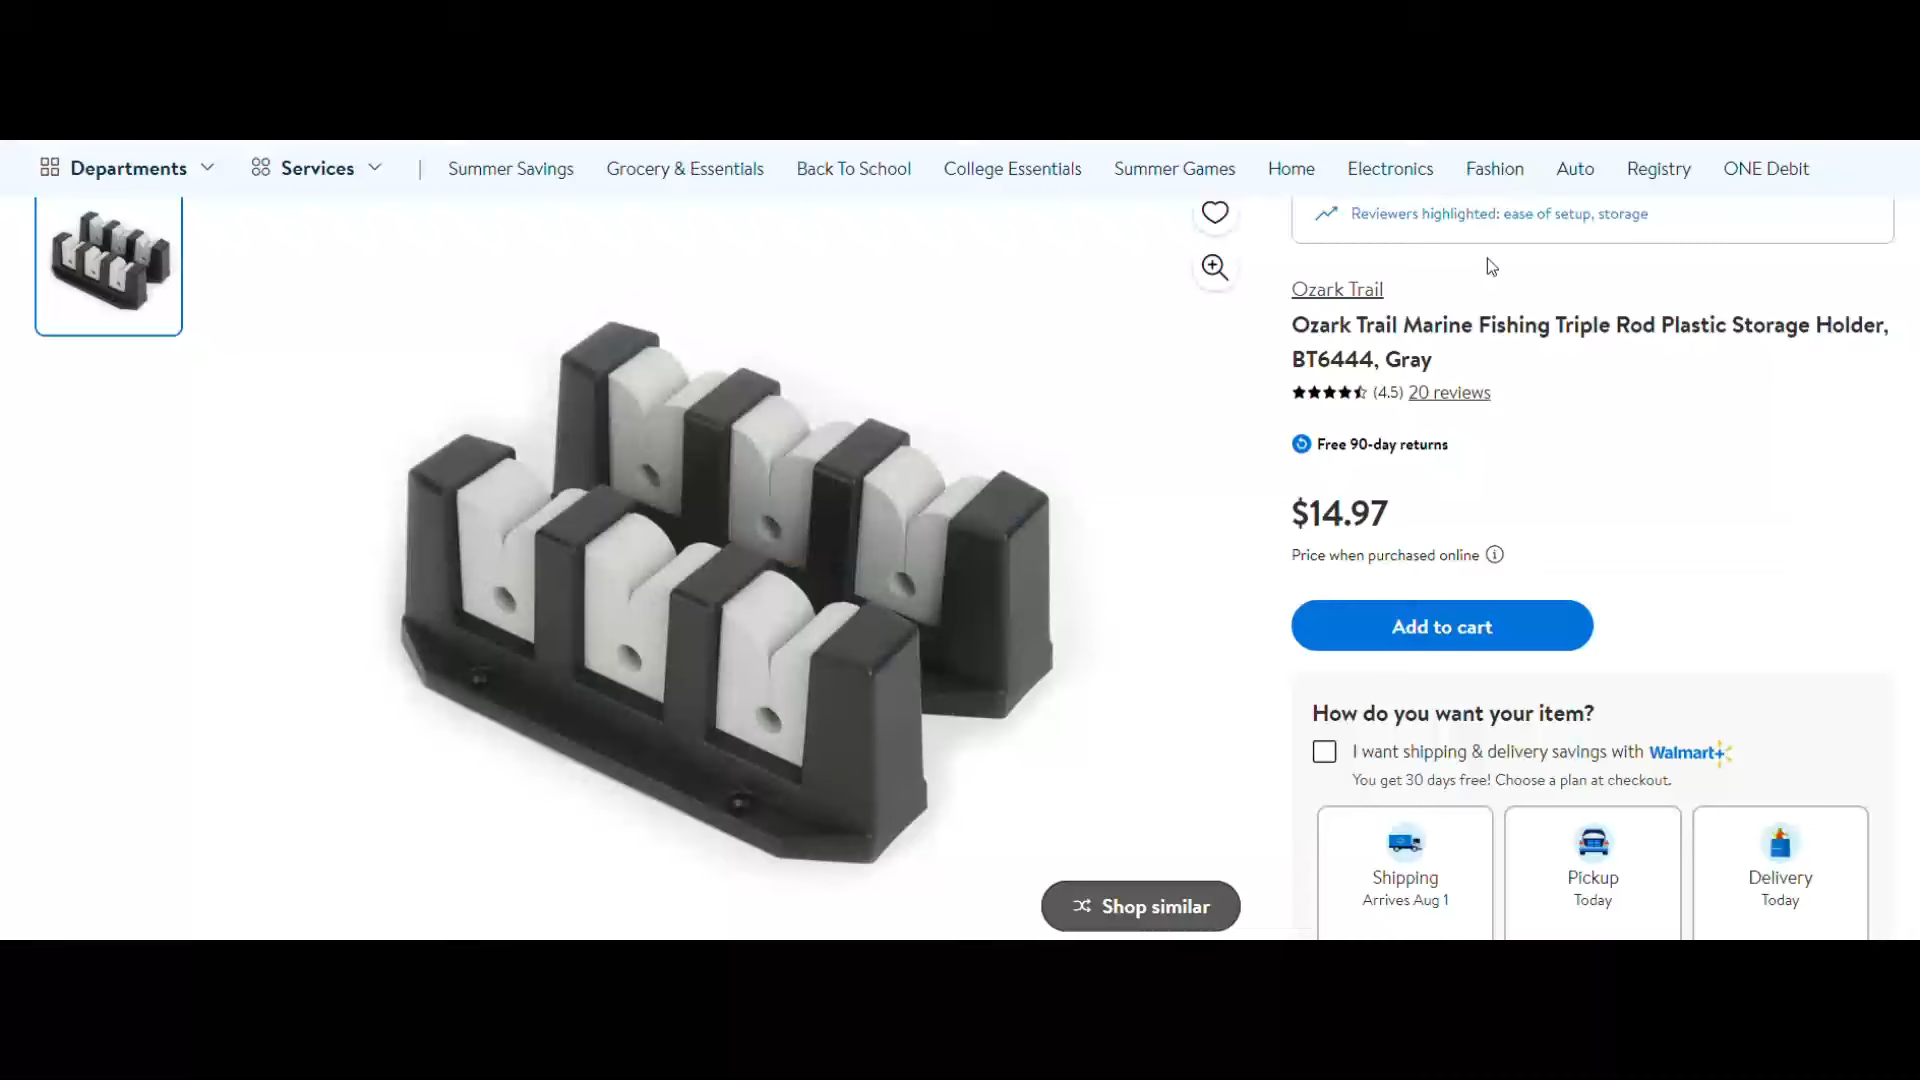 Departments
Services
Summer Savings
Grocery & Essentials
Back To School
College Essentials
Summer Games
Home
Electronics
Fashion
Auto
Registry
ONE Debit
Reviewers highlighted: ease of setup, storage
Ozark Trail
Ozark Trail Marine Fishing Triple Rod Plastic Storage Holder,
BT6444, Gray
(4.5) 20 reviews
Free 90-day returns
$14.97
Price when purchased online
Add to cart
How do you want your item?
I want shipping & delivery savings with Walmart+
You get 30 days free! Choose a plan at checkout.
Shipping
Arrives Aug 1
Pickup
Today
Delivery
Today
Shop similar